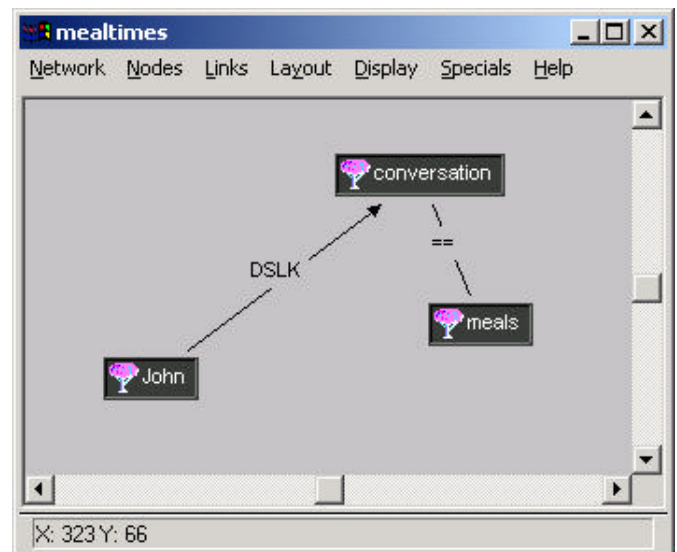 mealtimes
Network Nodes Links Layout Display Specials Help
conversation
==
DSLK
meals
John
X: 323 Y: 66